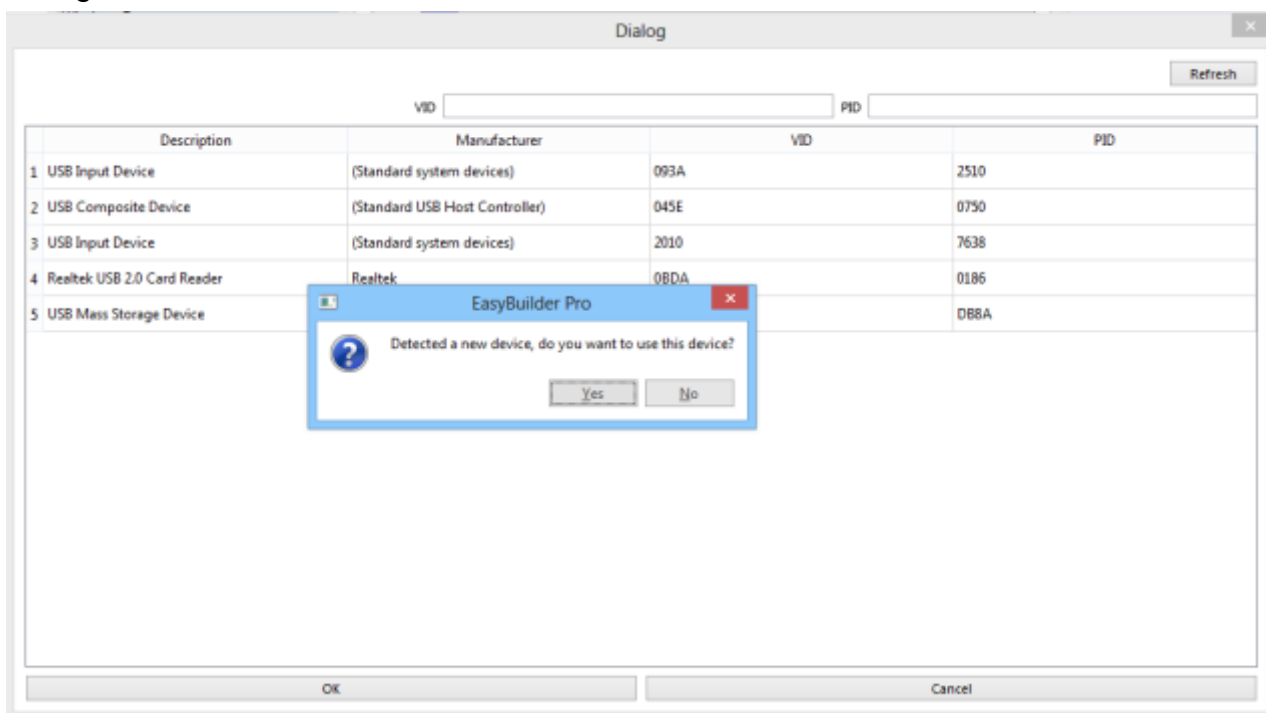 Dialog
Refresh
VID PID
Description Manufacturer VID PID
1 USB Input Device (Standard system devices) 093A 2510
2 USB Composite Device (Standard USB Host Controller) 045E 0750
3 USB Input Device (Standard system devices) 2010 7638
4 Realtek USB 2.0 Card Reader Realtek 0BDA 0186
5 USB Mass Storage Device DB8A
EasyBuilder Pro
Detected a new device, do you want to use this device?
Yes No
OK Cancel